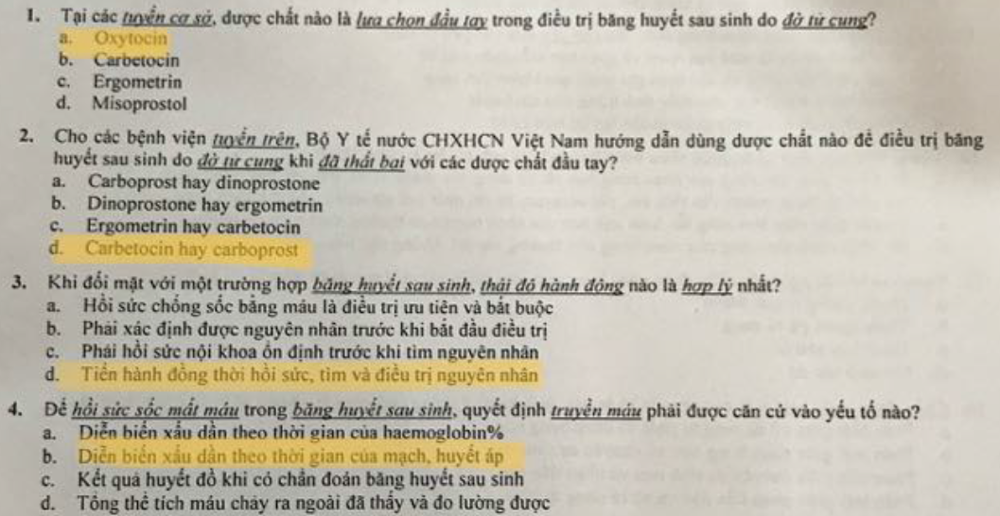 1. Tại các tuyến cơ sở, dược chất nào là lựa chọn đầu tay trong điều trị băng huyết sau sinh do đờ tử cung?
a. Oxytocin
b. Carbetocin
c. Ergometrin
d. Misoprostol
2. Cho các bệnh viện tuyến trên, Bộ Y tế nước CHXHCN Việt Nam hướng dẫn dùng dược chất nào để điều trị băng
huyết sau sinh do đờ tử cung khi đã thất bại với các dược chất đầu tay?
a. Carboprost hay dinoprostone
b. Dinoprostone hay ergometrin
c. Ergometrin hay carbetocin
d. Carbetocin hay carboprost
3. Khi đối mặt với một trường hợp băng huyết sau sinh, thái độ hành động nào là hợp lý nhất?
a. Hồi sức chống sốc bằng máu là điều trị ưu tiên và bắt buộc
b. Phải xác định được nguyên nhân trước khi bắt đầu điều trị
c. Phải hồi sức nội khoa ổn định trước khi tìm nguyên nhân
d. Tiến hành đồng thời hồi sức, tìm và điều trị nguyên nhân
4. Để hồi sức sốc mất máu trong băng huyết sau sinh, quyết định truyền máu phải được căn cứ vào yếu tố nào?
a. Diễn biến xấu dần theo thời gian của haemoglobin%
b. Diễn biến xấu dần theo thời gian của mạch, huyết áp
c. Kết quả huyết đồ khi có chẩn đoán băng huyết sau sinh
d. Tổng thể tích máu chảy ra ngoài đã thấy và đo lường được